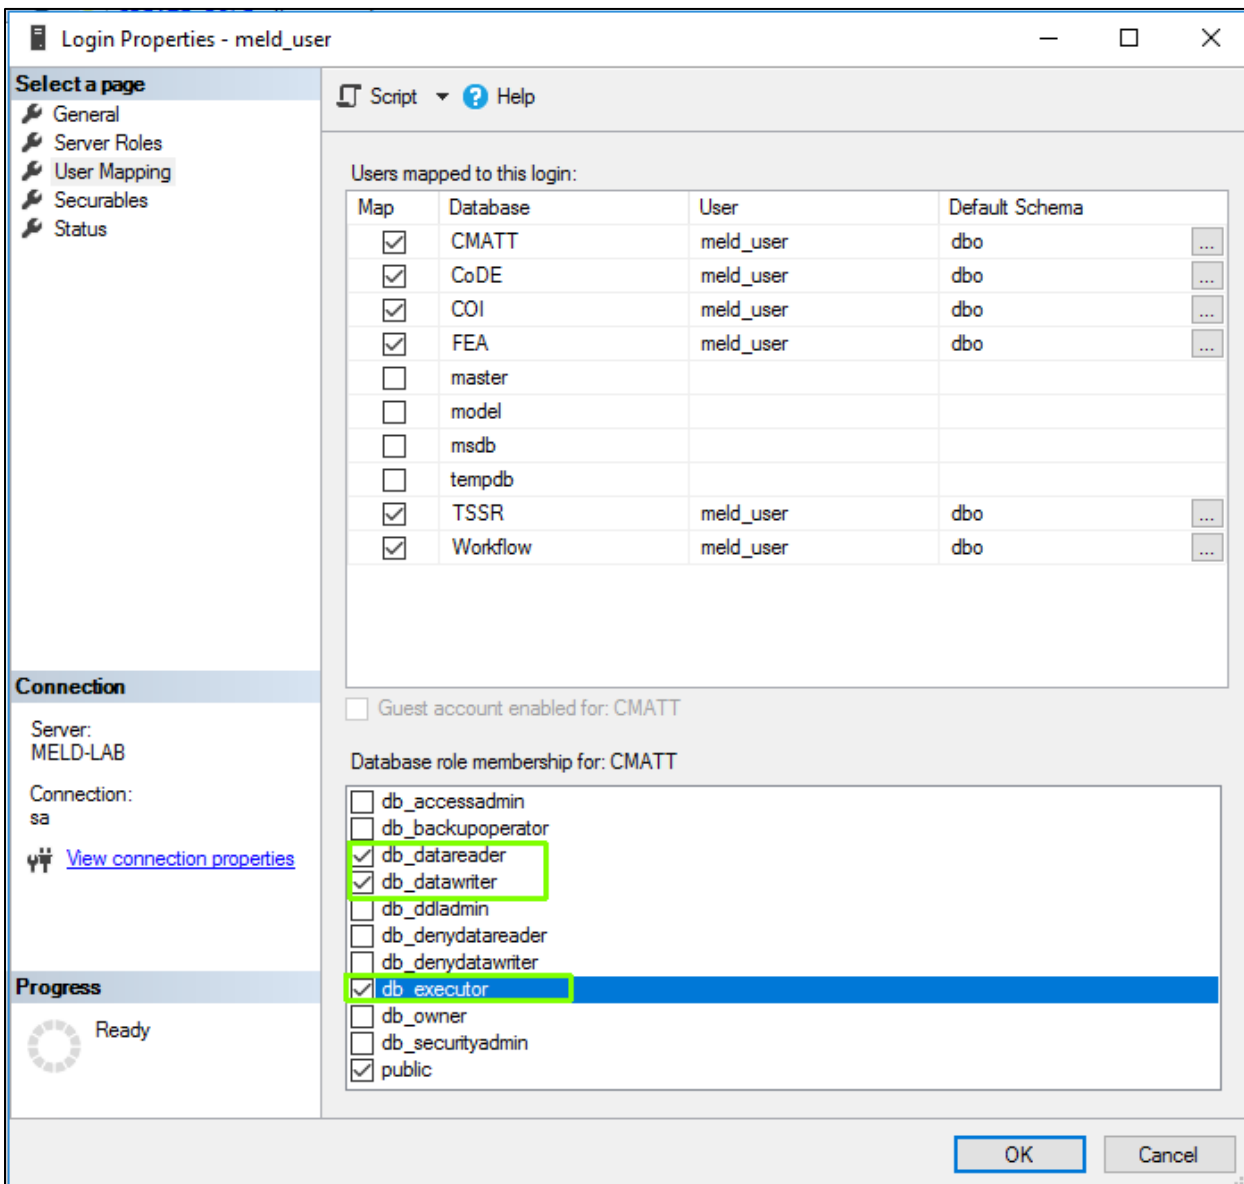 Login Properties - meld_user
Select a page
General
Server Roles
User Mapping
Securables
Status
Script
Help
Users mapped to this login:
Map Database User Default Schema
CMATT meld_user dbo ...
CoDE meld_user dbo ...
COI meld_user dbo ...
FEA meld_user dbo ...
master
model
msdb
tempdb
TSSR meld_user dbo ...
Workflow meld_user dbo ...
Guest account enabled for: CMATT
Database role membership for: CMATT
db_accessadmin
db_backupoperator
db_datareader
db_datawriter
db_ddladmin
db_denydatareader
db_denydatawriter
db_executor
db_owner
db_securityadmin
public
Connection
Server:
MELD-LAB
Connection:
sa
View connection properties
Progress
Ready
OK
Cancel